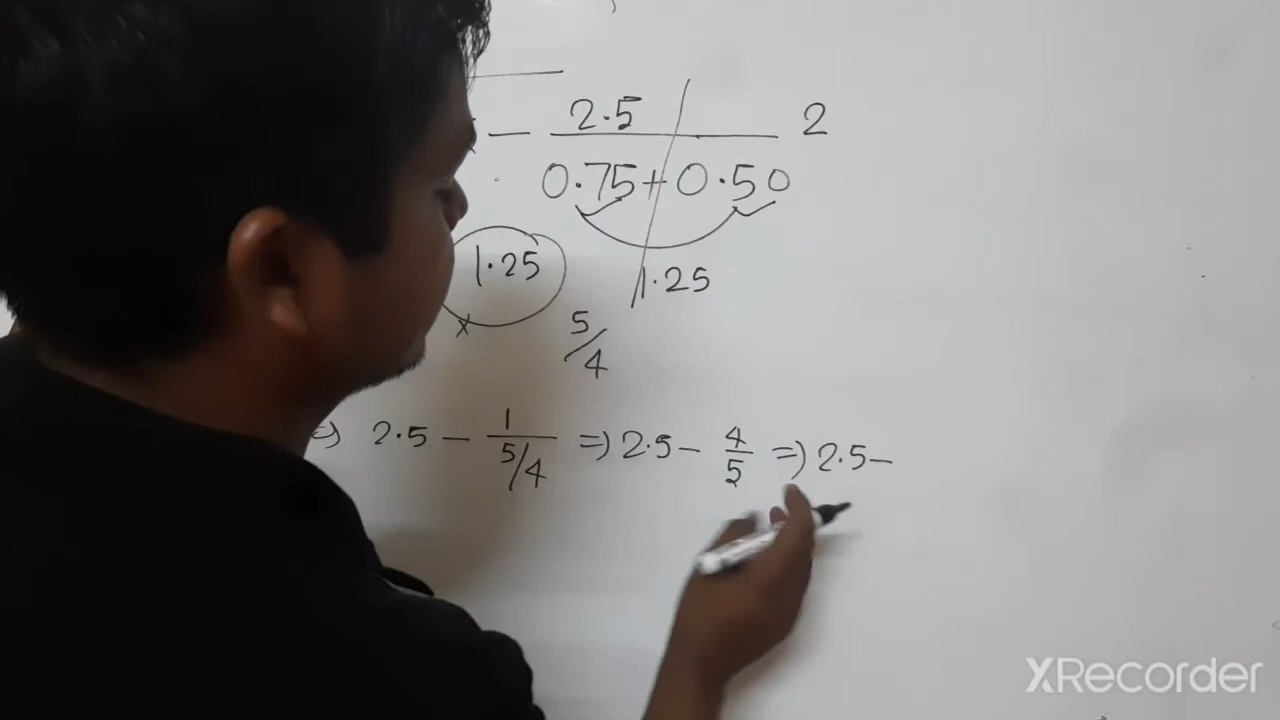 — 2.5 / 2
0.75+0.50
1.25
1.25
5/4
⇒ 2.5 - 1/(5/4) ⇒ 2.5 - 4/5 ⇒ 2.5 -
XRecorder